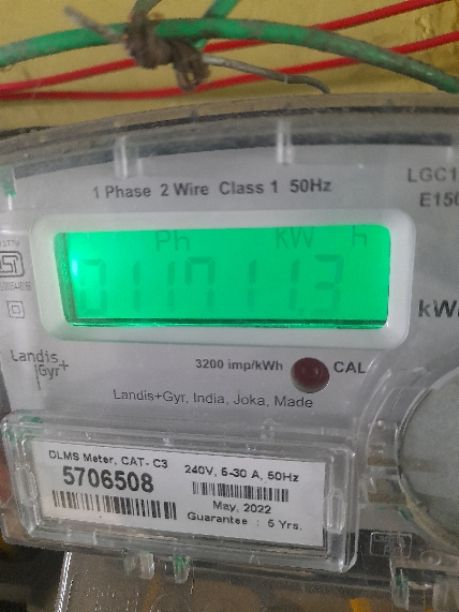 1 Phase 2 Wire Class 1 50Hz
LGC1
E150
Ph KW h
011711.3
kW
3200 imp/kWh CAL
Landis
Gyr+
Landis+Gyr, India, Joka, Made
DLMS Meter, CAT- C3
5706508
240V, 5-30 A, 50Hz
May, 2022
Guarantee : 5 Yrs.